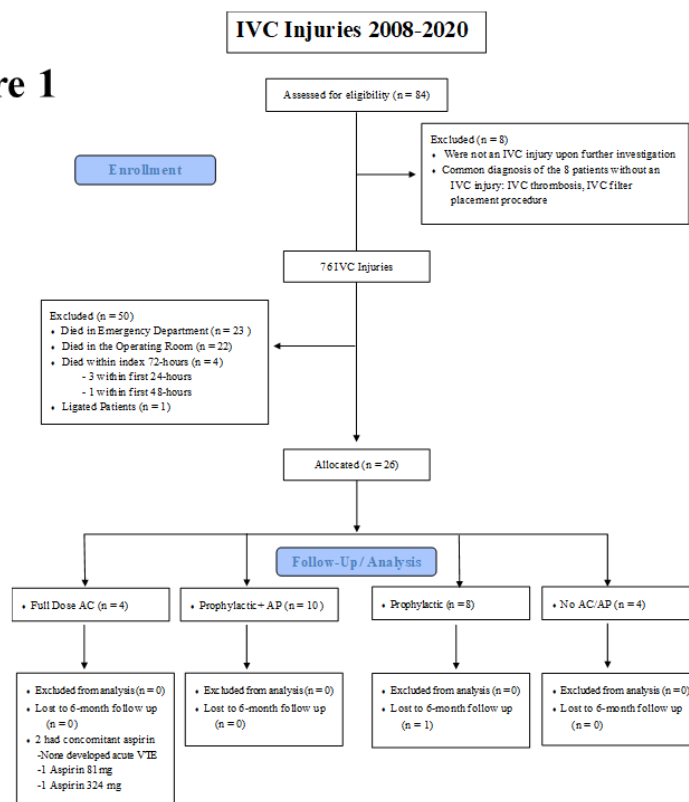 IVC Injuries 2008-2020
re 1
Assessed for eligibility (n = 84)
Excluded (n = 8)
♦ Were not an IVC injury upon further investigation
♦ Common diagnosis of the 8 patients without an
IVC injury: IVC thrombosis, IVC filter
placement procedure
Enrollment
76 IVC Injuries
Excluded (n = 50)
♦ Died in Emergency Department (n = 23 )
♦ Died in the Operating Room (n = 22)
♦ Died within index 72-hours (n = 4)
- 3 within first 24-hours
- 1 within first 48-hours
♦ Ligated Patients (n = 1)
Allocated (n = 26)
Follow-Up/ Analysis
♦ Full Dose AC (n = 4)
♦ Prophylactic + AP (n = 10 )
♦ Prophylactic (n = 8)
♦ No AC/AP (n = 4)
♦ Excluded from analysis (n = 0)
♦ Lost to 6-month follow up
(n = 0)
♦ 2 had concomitant aspirin
-None developed acute VTE
-1 Aspirin 81mg
-1 Aspirin 324 mg
♦ Excluded from analysis (n = 0)
♦ Lost to 6-month follow up
(n = 0)
♦ Excluded from analysis (n = 0)
♦ Lost to 6-month follow up
(n = 1)
♦ Excluded from analysis (n = 0)
♦ Lost to 6-month follow up
(n = 0)